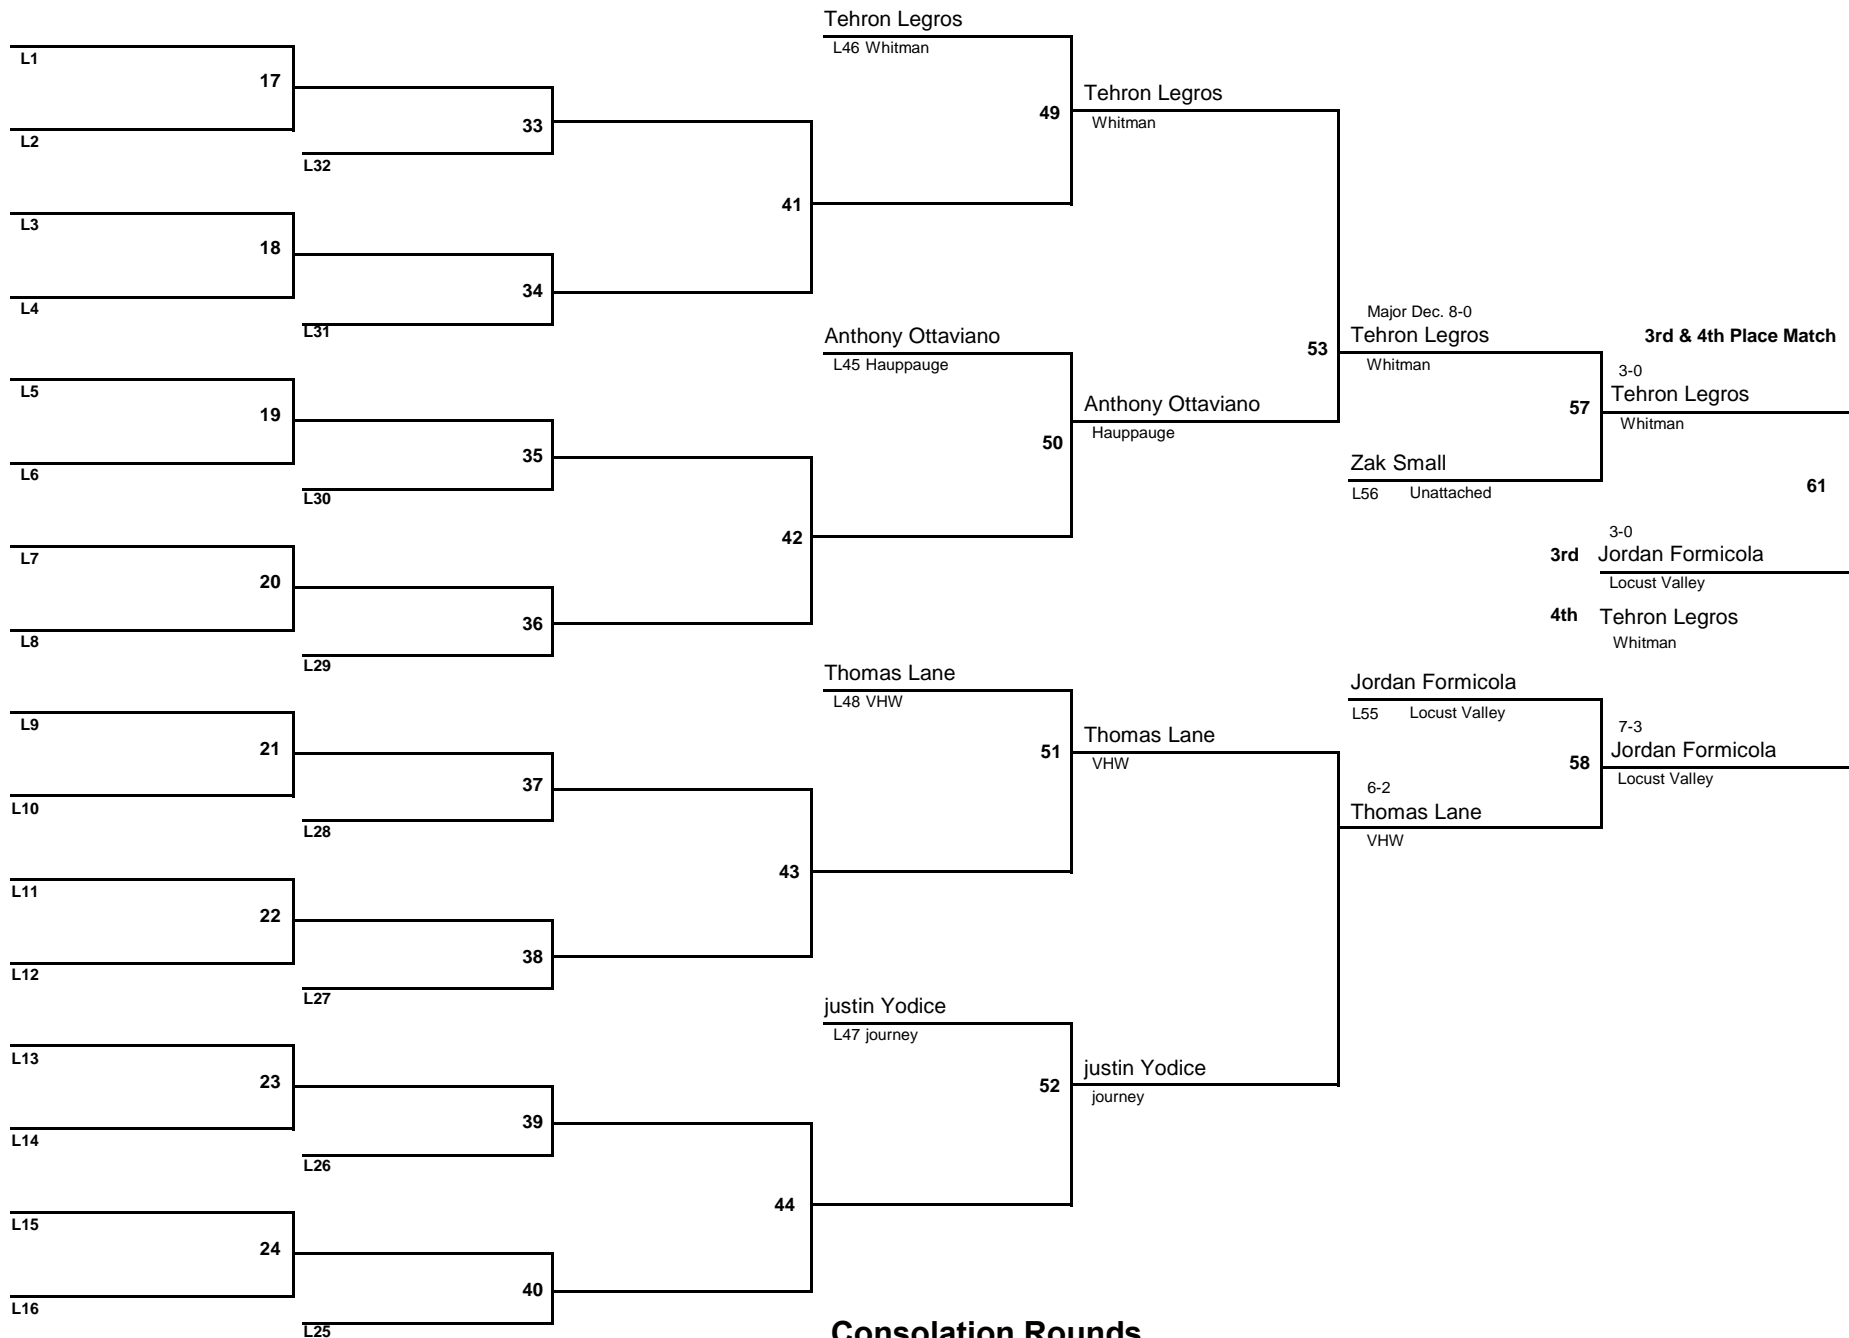 Tehron Legros
L46 Whitman
L1
17
Tehron Legros
49
Whitman
33
L2
L32
41
L3
18
34
L4
Major Dec. 8-0
L31
Anthony Ottaviano
Tehron Legros
3rd & 4th Place Match
53
L45 Hauppauge
Whitman
3-0
L5
Tehron Legros
Anthony Ottaviano
57
19
Whitman
Hauppauge
50
35
Zak Small
L6
L56 Unattached
61
L30
42
3-0
L7
3rd Jordan Formicola
20
Locust Valley
4th Tehron Legros
36
L8
Whitman
L29
Thomas Lane
Jordan Formicola
L48 VHW
L55 Locust Valley
L9
7-3
Thomas Lane
21
51
Jordan Formicola
VHW
58
Locust Valley
37
6-2
L10
Thomas Lane
L28
VHW
43
L11
22
38
L12
L27
justin Yodice
L47 journey
L13
justin Yodice
23
52
journey
39
L14
L26
44
L15
24
40
L16
L25
Consolation Rounds